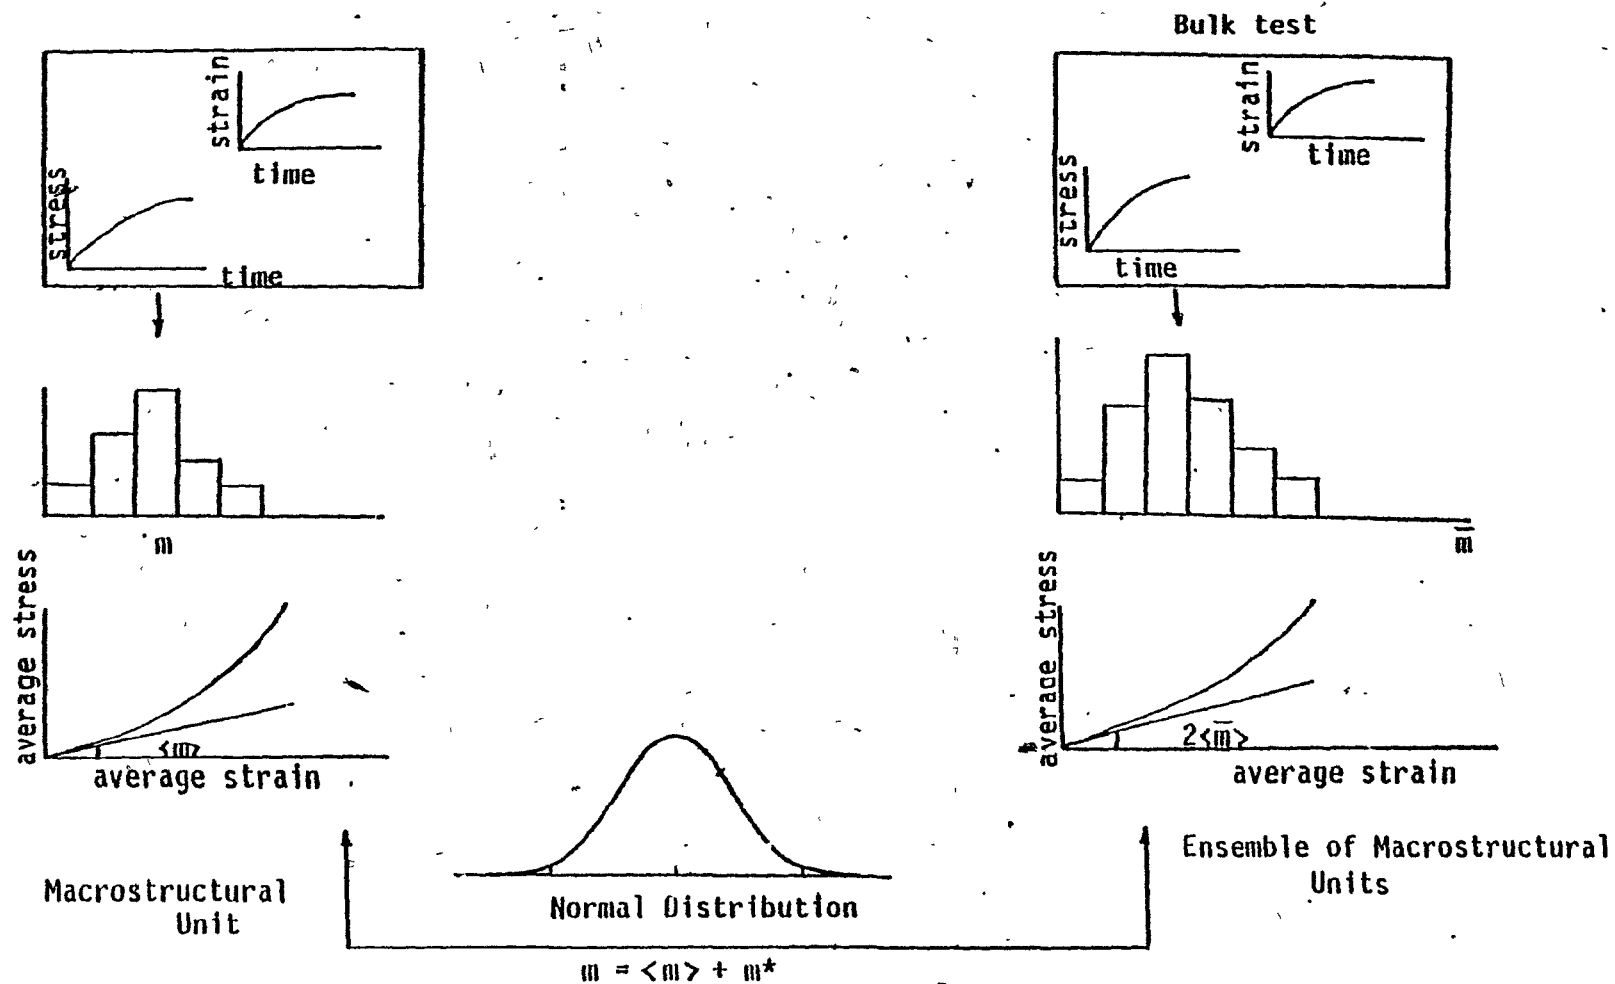 Bulk test
strain
time
stress
time
strain
time
stress
time
m
m̅
average stress
<m>
average strain
average stress
2<m̅>
average strain
Macrostructural
Unit
Normal Distribution
m = <m> + m*
Ensemble of Macrostructural
Units